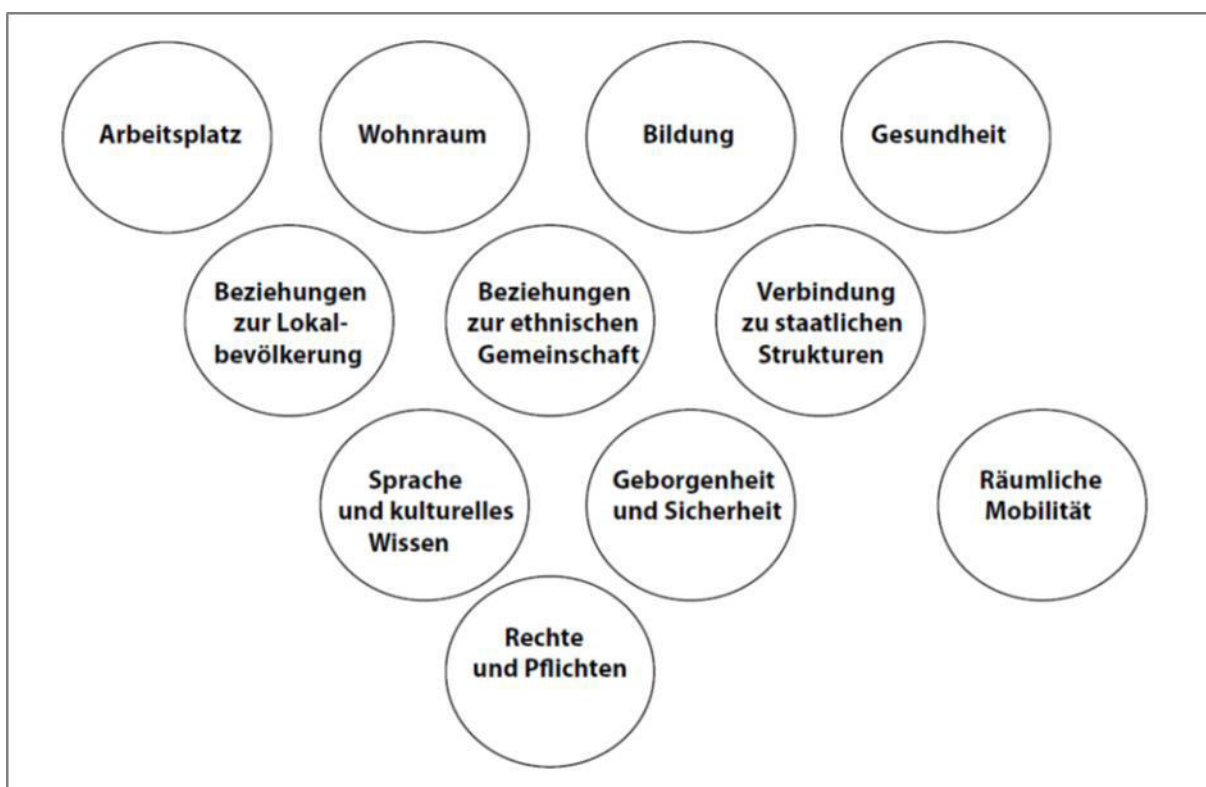 Arbeitsplatz
Wohnraum
Bildung
Gesundheit
Beziehungen
zur Lokal-
bevölkerung
Beziehungen
zur ethnischen
Gemeinschaft
Verbindung
zu staatlichen
Strukturen
Sprache
und kulturelles
Wissen
Geborgenheit
und Sicherheit
Räumliche
Mobilität
Rechte
und Pflichten